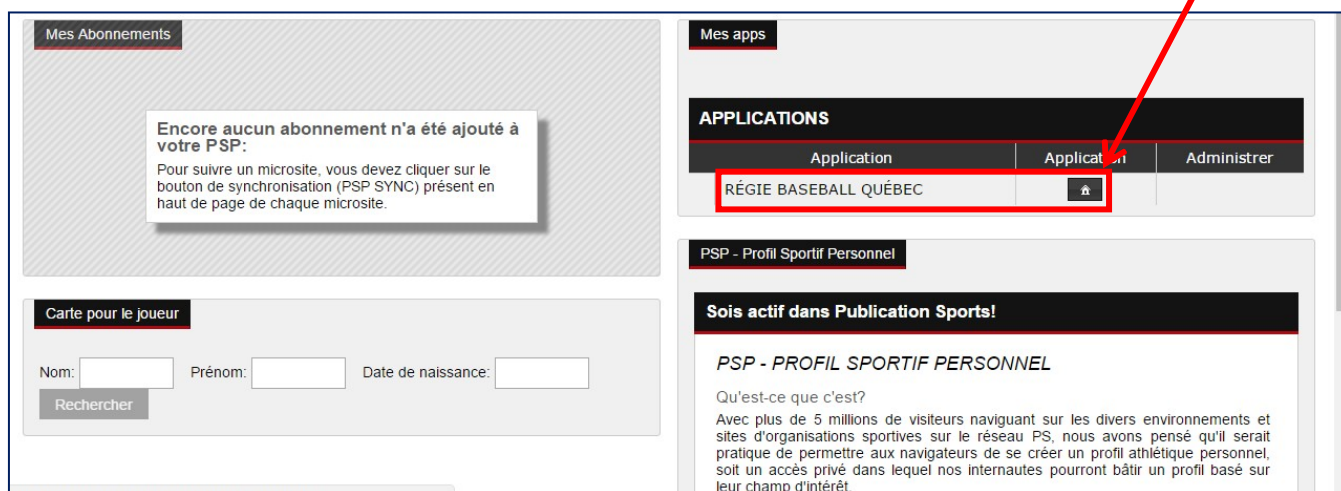 Mes Abonnements
Encore aucun abonnement n'a été ajouté à
votre PSP:
Pour suivre un microsite, vous devez cliquer sur le
bouton de synchronisation (PSP SYNC) présent en
haut de page de chaque microsite.
Carte pour le joueur
Nom: Prénom: Date de naissance:
Rechercher
Mes apps
APPLICATIONS
Application Application Administrer
RÉGIE BASEBALL QUÉBEC
PSP - Profil Sportif Personnel
Sois actif dans Publication Sports!
PSP - PROFIL SPORTIF PERSONNEL
Qu'est-ce que c'est?
Avec plus de 5 millions de visiteurs naviguant sur les divers environnements et
sites d'organisations sportives sur le réseau PS, nous avons pensé qu'il serait
pratique de permettre aux navigateurs de se créer un profil athlétique personnel,
soit un accès privé dans lequel nos internautes pourront bâtir un profil basé sur
leur champ d'intérêt.